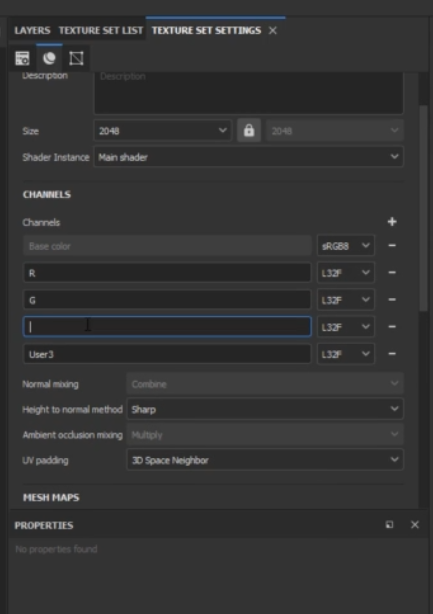 LAYERS TEXTURE SET LIST TEXTURE SET SETTINGS
Description Description
Size 2048 2048
Shader Instance Main shader
CHANNELS
Channels
Base color sRGB8
R L32F
G L32F
L32F
User3 L32F
Normal mixing Combine
Height to normal method Sharp
Ambient occlusion mixing Multiply
UV padding 3D Space Neighbor
MESH MAPS
PROPERTIES
No properties found